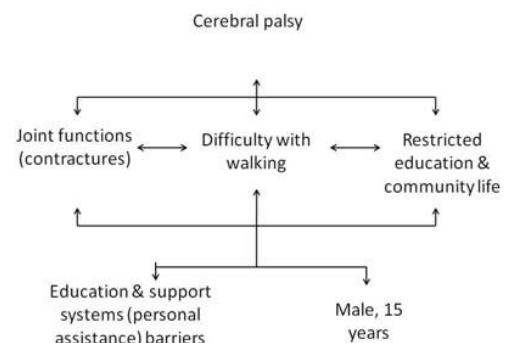 Cerebral palsy
Joint functions
(contractures)
Difficulty with
walking
Restricted
education &
community life
Education & support
systems (personal
assistance) barriers
Male, 15
years